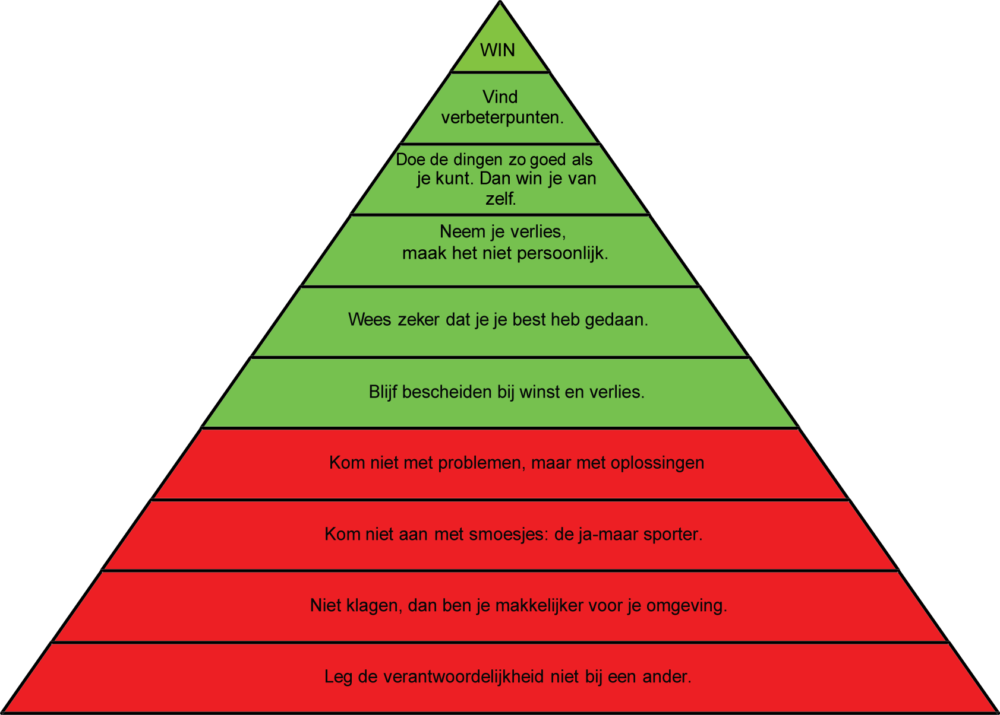 WIN
Vind
verbeterpunten.
Doe de dingen zo goed als
je kunt. Dan win je van
zelf.
Neem je verlies,
maak het niet persoonlijk.
Wees zeker dat je je best heb gedaan.
Blijf bescheiden bij winst en verlies.
Kom niet met problemen, maar met oplossingen
Kom niet aan met smoesjes: de ja-maar sporter.
Niet klagen, dan ben je makkelijker voor je omgeving.
Leg de verantwoordelijkheid niet bij een ander.